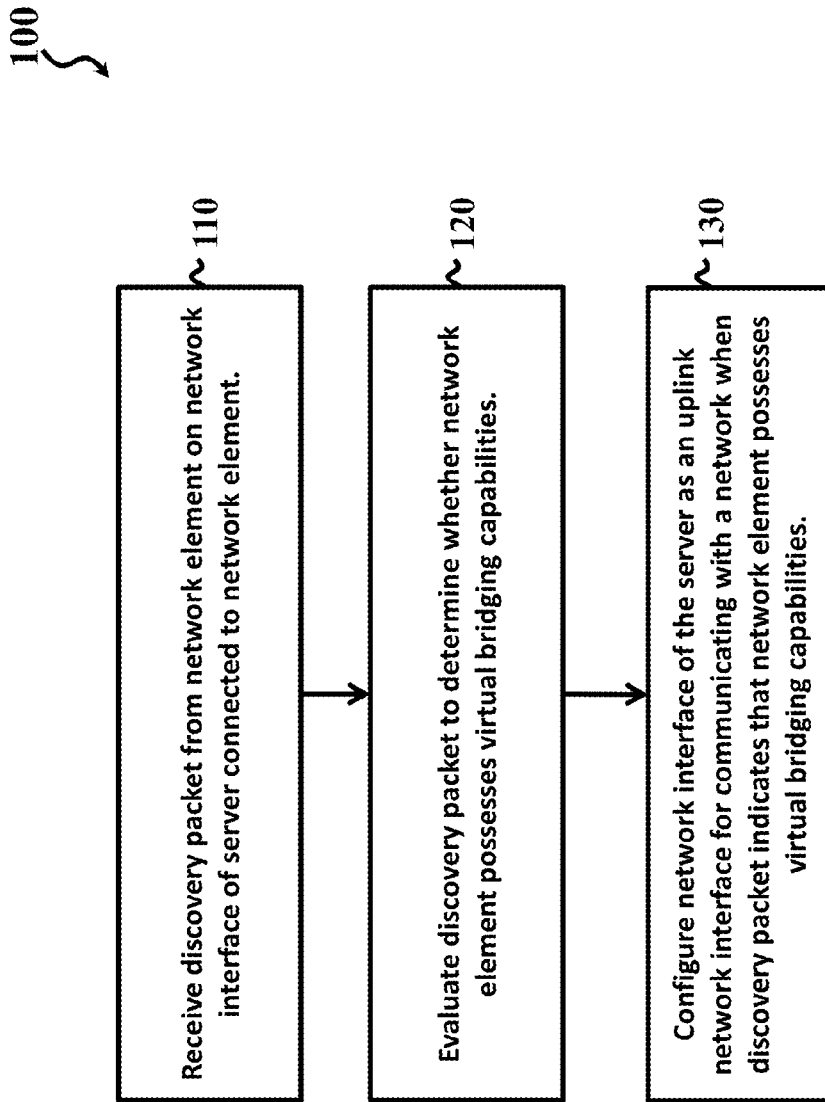 100
Receive discovery packet from network element on network
interface of server connected to network element.
110
Evaluate discovery packet to determine whether network
element possesses virtual bridging capabilities.
120
Configure network interface of the server as an uplink
network interface for communicating with a network when
discovery packet indicates that network element possesses
virtual bridging capabilities.
130